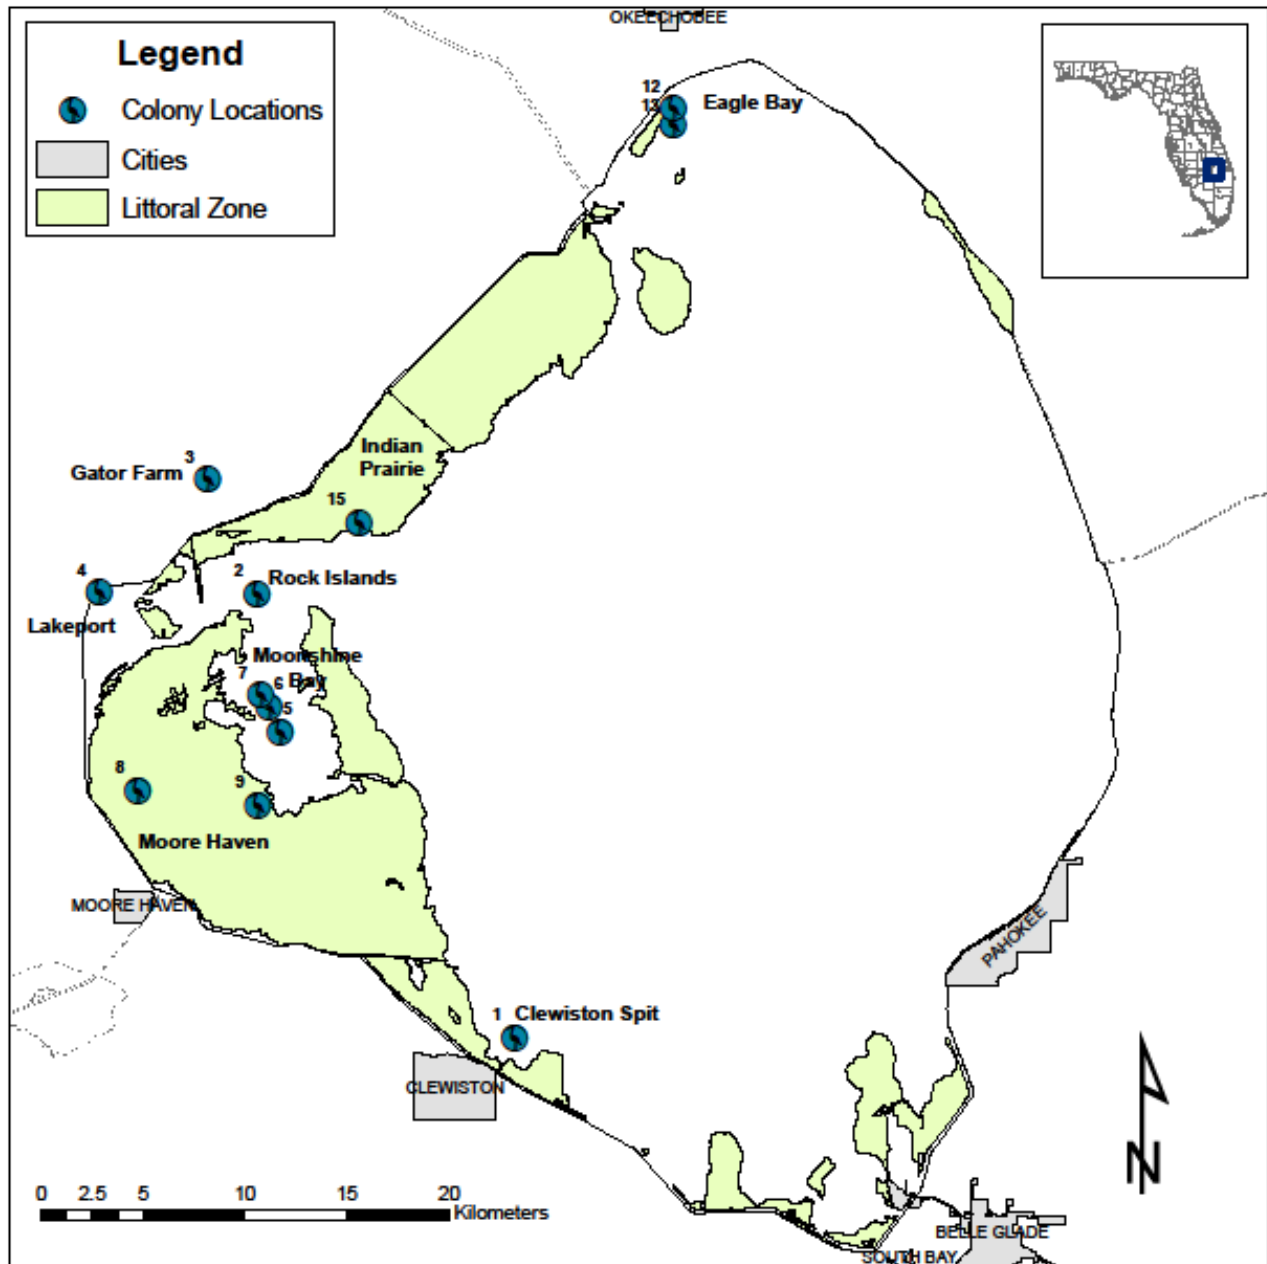 OKEECHOBEE
Legend
Colony Locations
Cities
Littoral Zone
12
13
Eagle Bay
Indian
Prairie
3
Gator Farm
15
4
2
Rock Islands
Lakeport
Moonshine
7
6
Bay
5
8
9
Moore Haven
MOORE HAVEN
PAHOKEE
1
Clewiston Spit
CLEWISTON
N
0 2.5 5 10 15 20
Kilometers
BELLE GLADE
SOUTH BAY